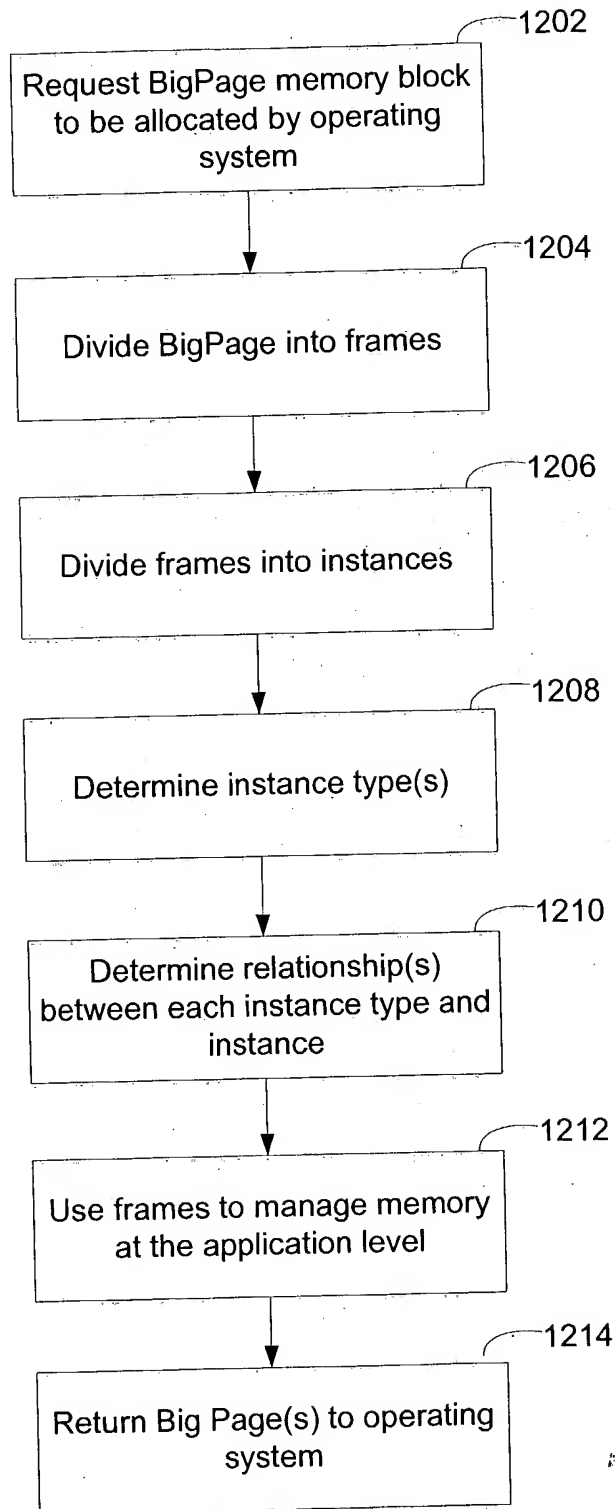 1202
Request BigPage memory block
to be allocated by operating
system
1204
Divide BigPage into frames
1206
Divide frames into instances
1208
Determine instance type(s)
1210
Determine relationship(s)
between each instance type and
instance
1212
Use frames to manage memory
at the application level
1214
Return Big Page(s) to operating
system